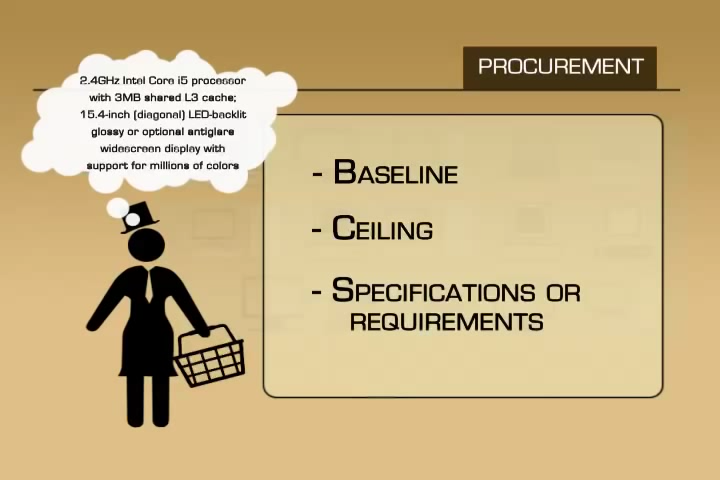 PROCUREMENT
2.4GHz Intel Core i5 processor
with 3MB shared L3 cache;
15.4-inch (diagonal) LED-backlit
glossy or optional antiglare
widescreen display with
support for millions of colors
- BASELINE
- CEILING
- SPECIFICATIONS OR
REQUIREMENTS